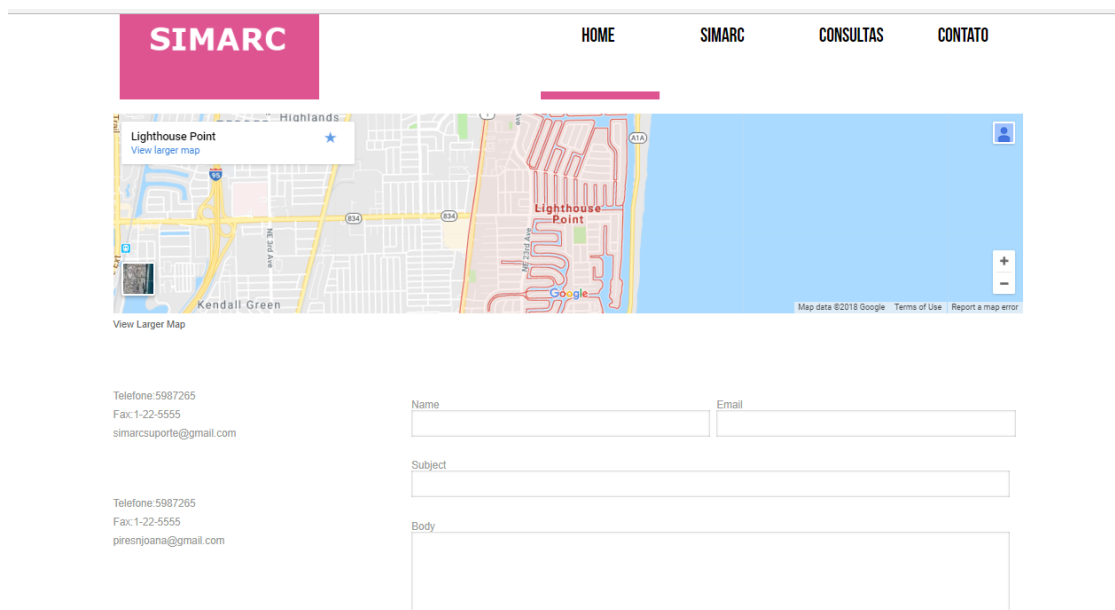 SIMARC
HOME SIMARC CONSULTAS CONTATO
Highlands
Lighthouse Point
View larger map
A1A
1
95
834
834
Lighthouse
Point
NE 3rd Ave
NE 23rd Ave
Trail
Kendall Green
Google
+
−
Map data ©2018 Google Terms of Use Report a map error
View Larger Map
Telefone:5987265
Fax:1-22-5555
simarcsuporte@gmail.com
Name Email
Subject
Telefone:5987265
Fax:1-22-5555
piresnjoana@gmail.com
Body